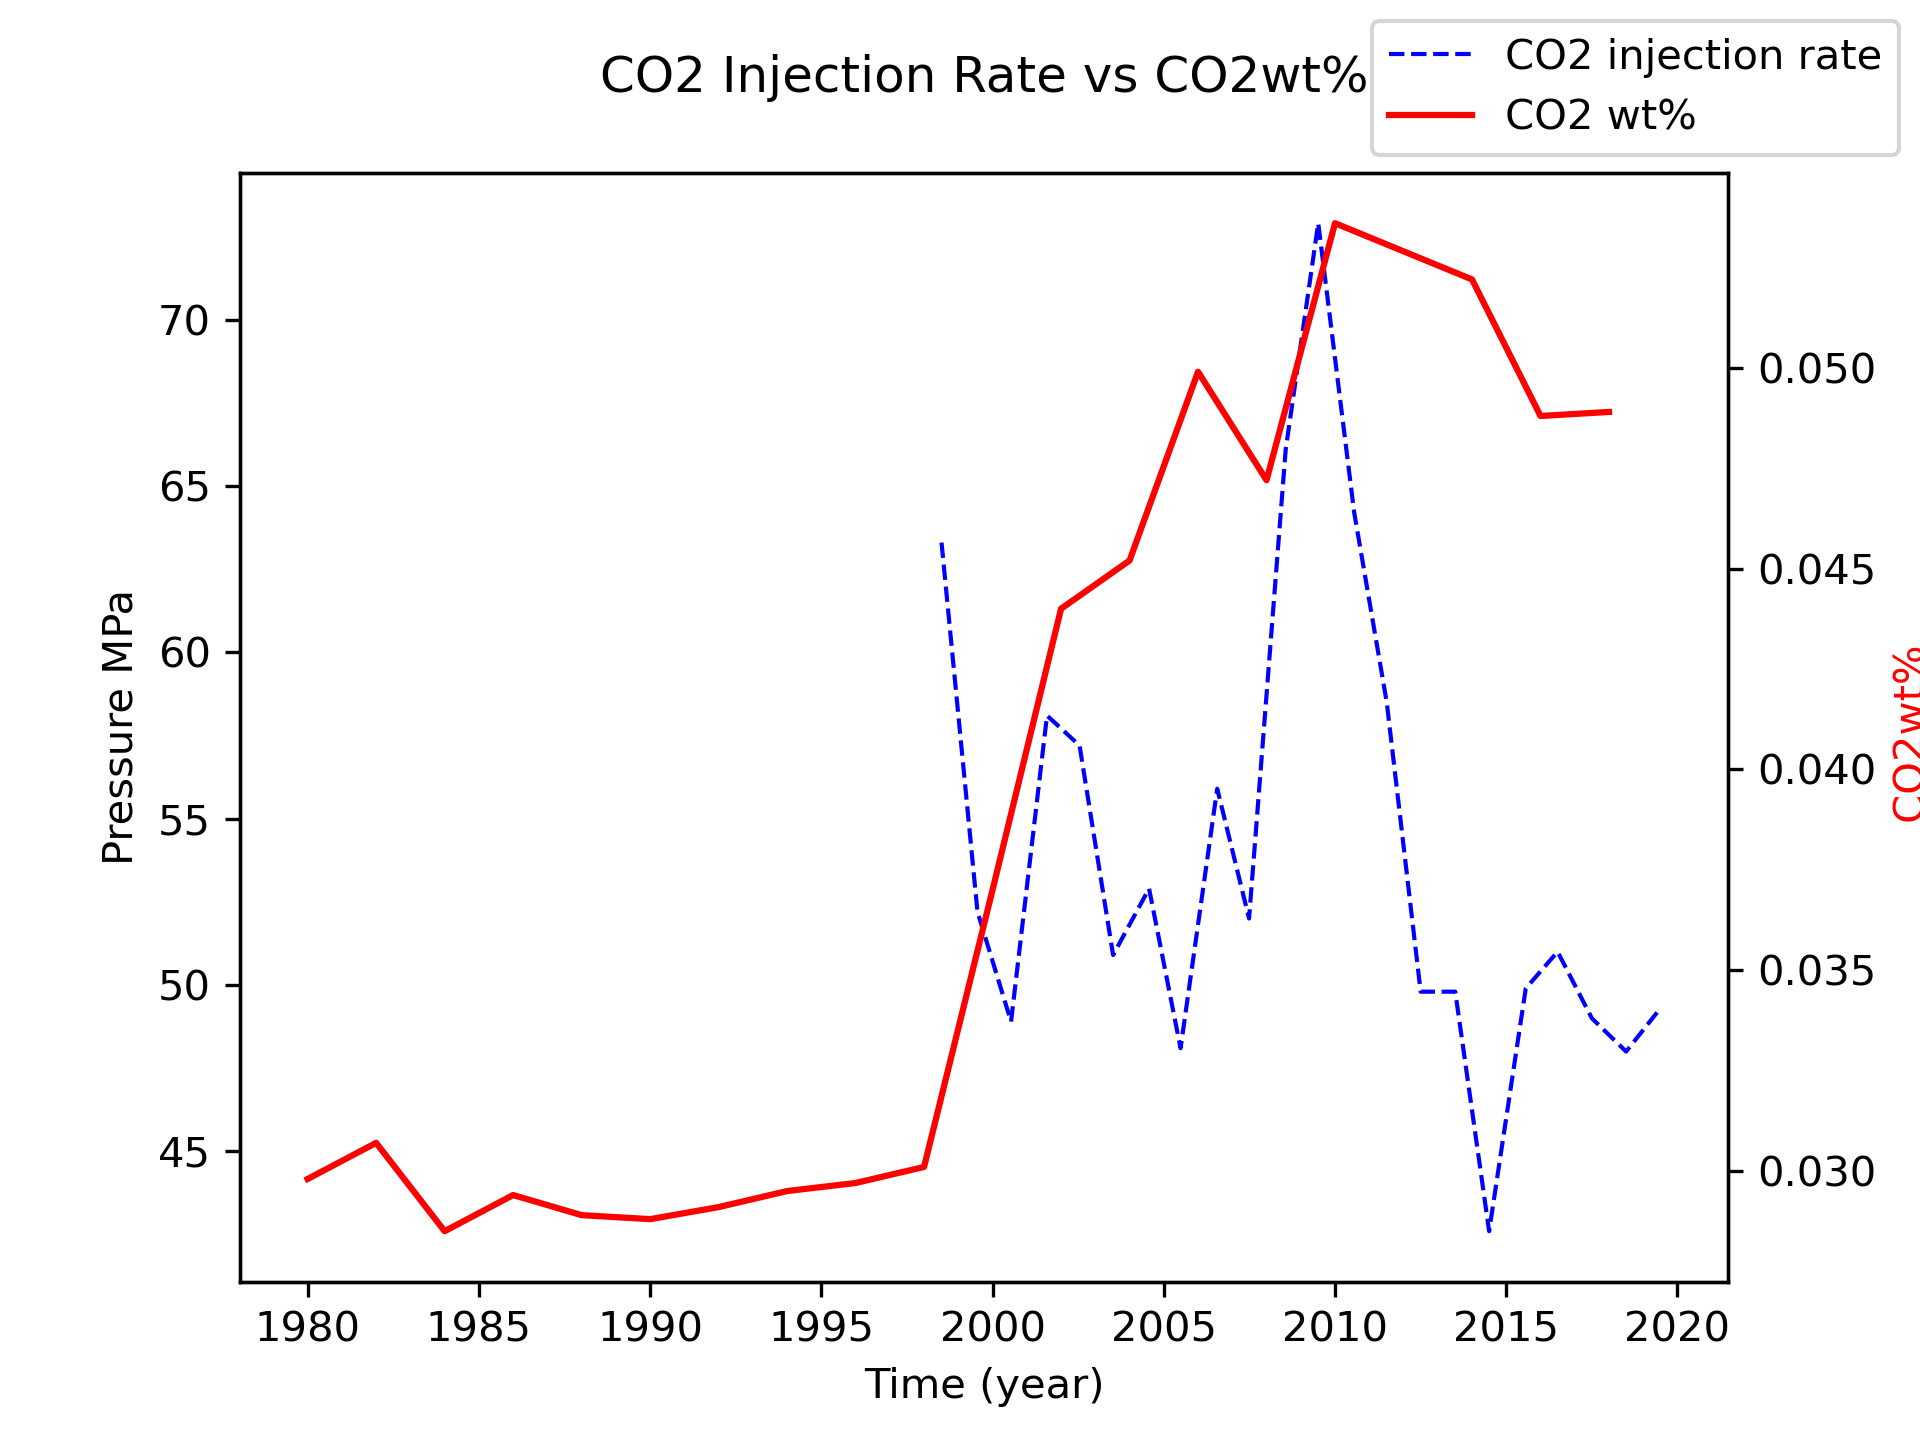 CO2 Injection Rate vs CO2wt%
CO2 injection rate
CO2 wt%
70
65
60
55
50
45
Pressure MPa
0.050
0.045
0.040
0.035
0.030
CO2wt%
1980 1985 1990 1995 2000 2005 2010 2015 2020
Time (year)